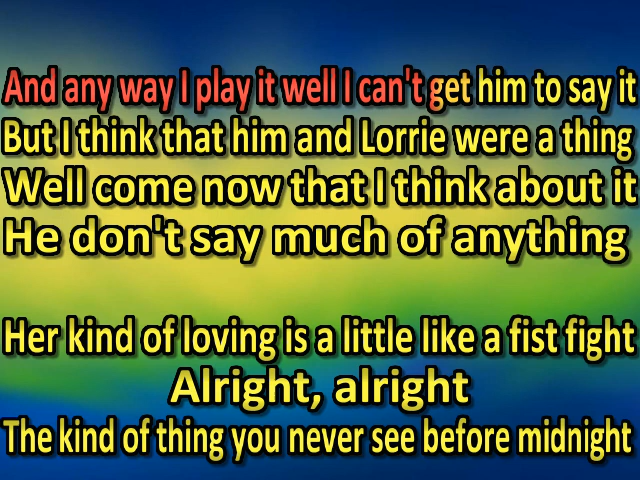 And any way I play it well I can't get him to say it
But I think that him and Lorrie were a thing
Well come now that I think about it
He don't say much of anything
Her kind of loving is a little like a fist fight
Alright, alright
The kind of thing you never see before midnight